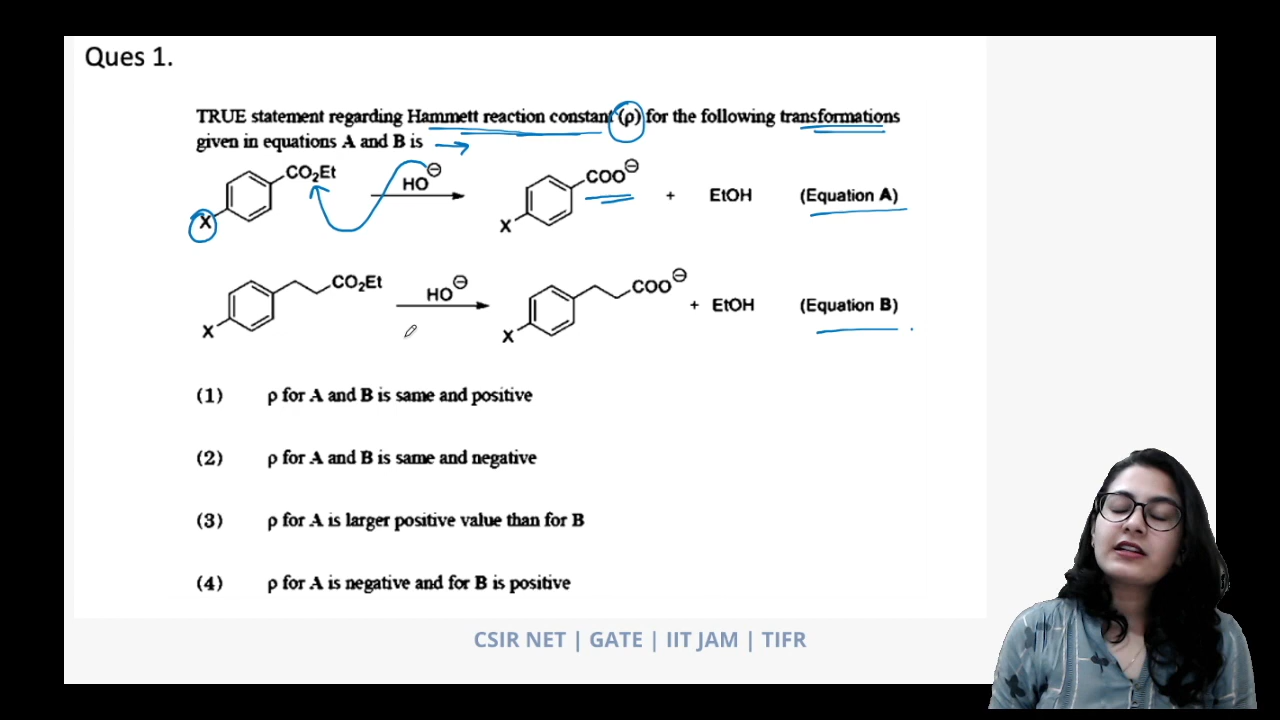 Ques 1.
TRUE statement regarding Hammett reaction constant (ρ) for the following transformations
given in equations A and B is
X CO₂Et HO⊖ X COO⊖ + EtOH (Equation A)
X CO₂Et HO⊖ X COO⊖ + EtOH (Equation B)
(1) ρ for A and B is same and positive
(2) ρ for A and B is same and negative
(3) ρ for A is larger positive value than for B
(4) ρ for A is negative and for B is positive
CSIR NET | GATE | IIT JAM | TIFR